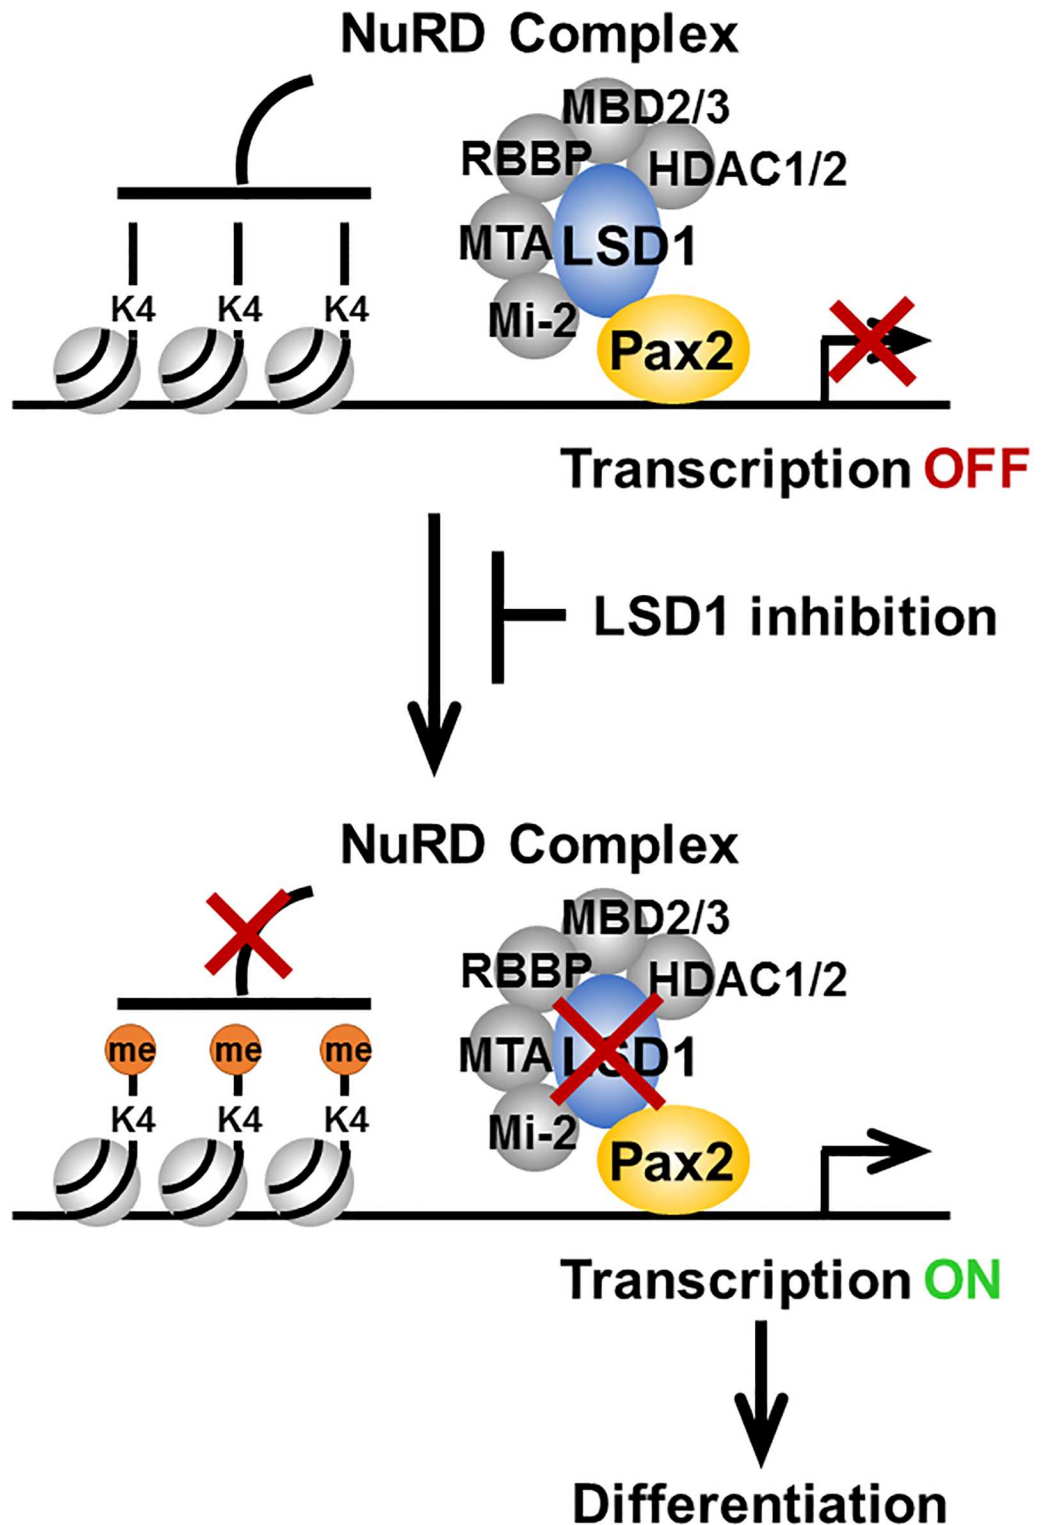 NuRD Complex
MBD2/3
RBBP
HDAC1/2
MTA
LSD1
Mi-2
K4 K4 K4
Pax2
Transcription OFF
LSD1 inhibition
NuRD Complex
MBD2/3
RBBP
HDAC1/2
me me me
MTA
LSD1
K4 K4 K4
Mi-2
Pax2
Transcription ON
Differentiation